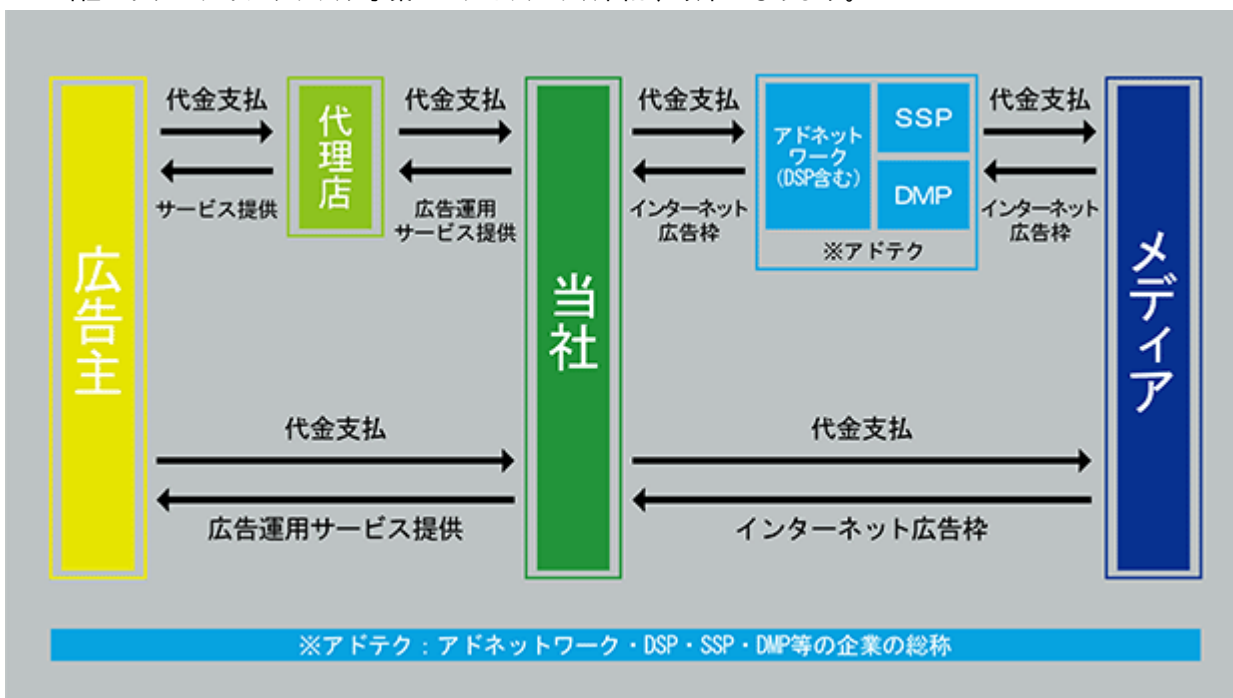 代金支払
代金支払
代金支払
代金支払
代理店
アドネット
ワーク
(DSP含む)
SSP
DMP
サービス提供
広告運用
サービス提供
インターネット
広告枠
インターネット
広告枠
※アドテク
広告主
当社
メディア
代金支払
代金支払
広告運用サービス提供
インターネット広告枠
※アドテク：アドネットワーク・DSP・SSP・DMP等の企業の総称